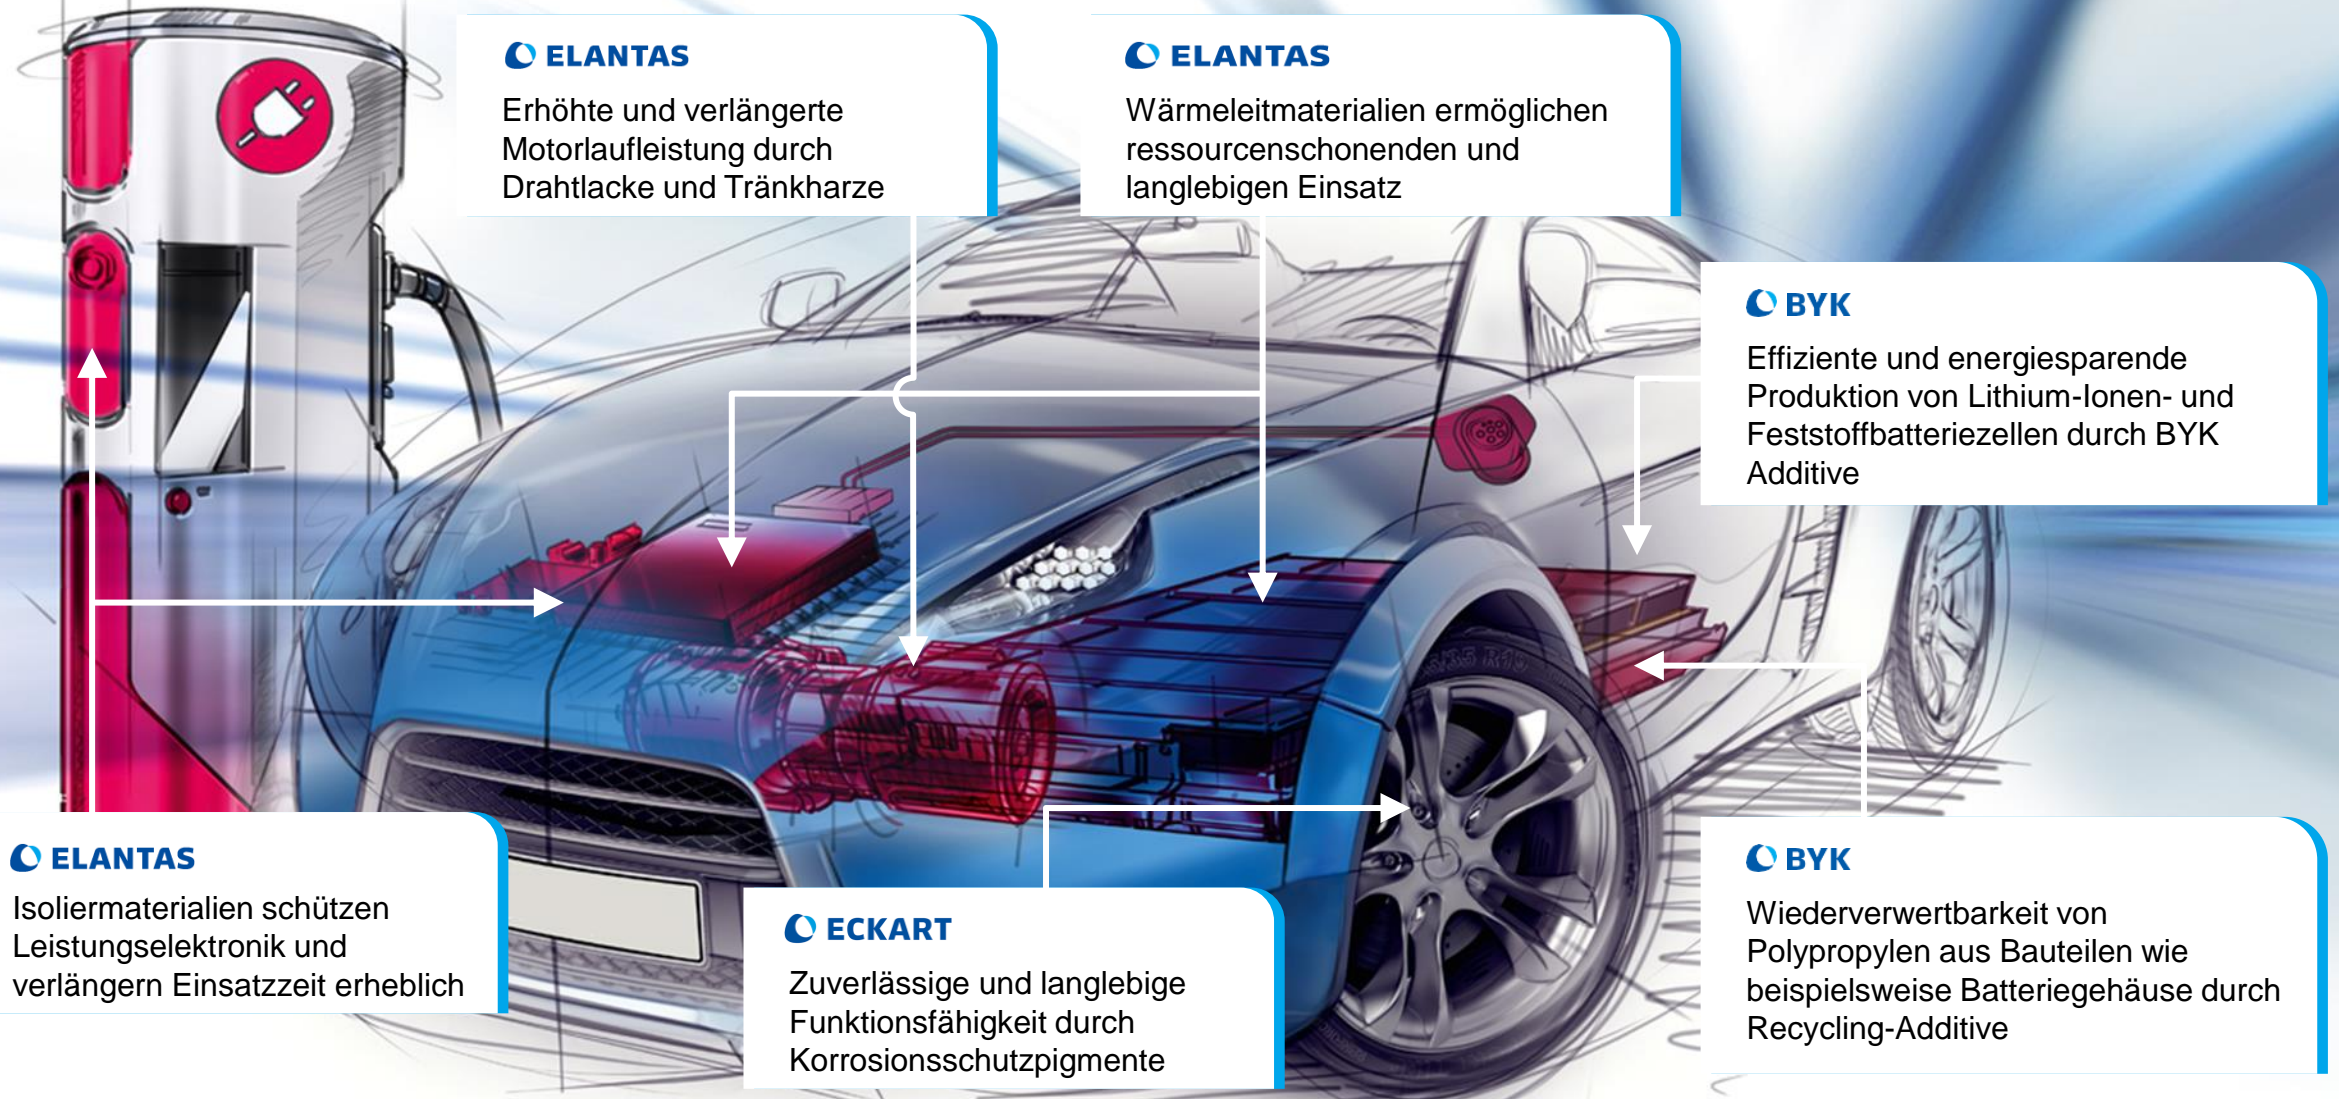 ELANTAS
Erhöhte und verlängerte
Motorlaufleistung durch
Drahtlacke und Tränkharze
ELANTAS
Wärmeleitmaterialien ermöglichen
ressourcenschonenden und
langlebigen Einsatz
BYK
Effiziente und energiesparende
Produktion von Lithium-Ionen- und
Feststoffbatteriezellen durch BYK
Additive
ELANTAS
Isoliermaterialien schützen
Leistungselektronik und
verlängern Einsatzzeit erheblich
ECKART
Zuverlässige und langlebige
Funktionsfähigkeit durch
Korrosionsschutzpigmente
BYK
Wiederverwertbarkeit von
Polypropylen aus Bauteilen wie
beispielsweise Batteriegehäuse durch
Recycling-Additive